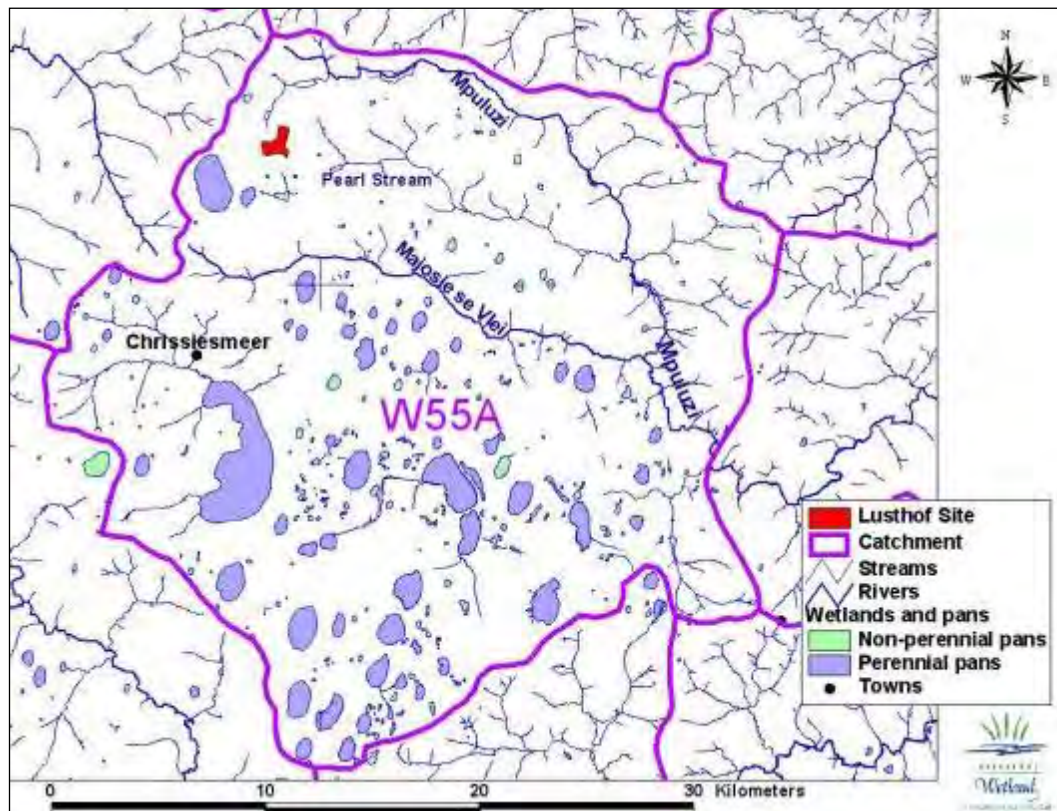 N
W
E
S
Mpuluzi
Pearl Stream
Majosie se Vlei
Chrissiesmeer
Mpuluzi
W55A
Lusthof Site
Catchment
Streams
Rivers
Wetlands and pans
Non-perennial pans
Perennial pans
Towns
0
10
20
30
Kilometers
Wetland